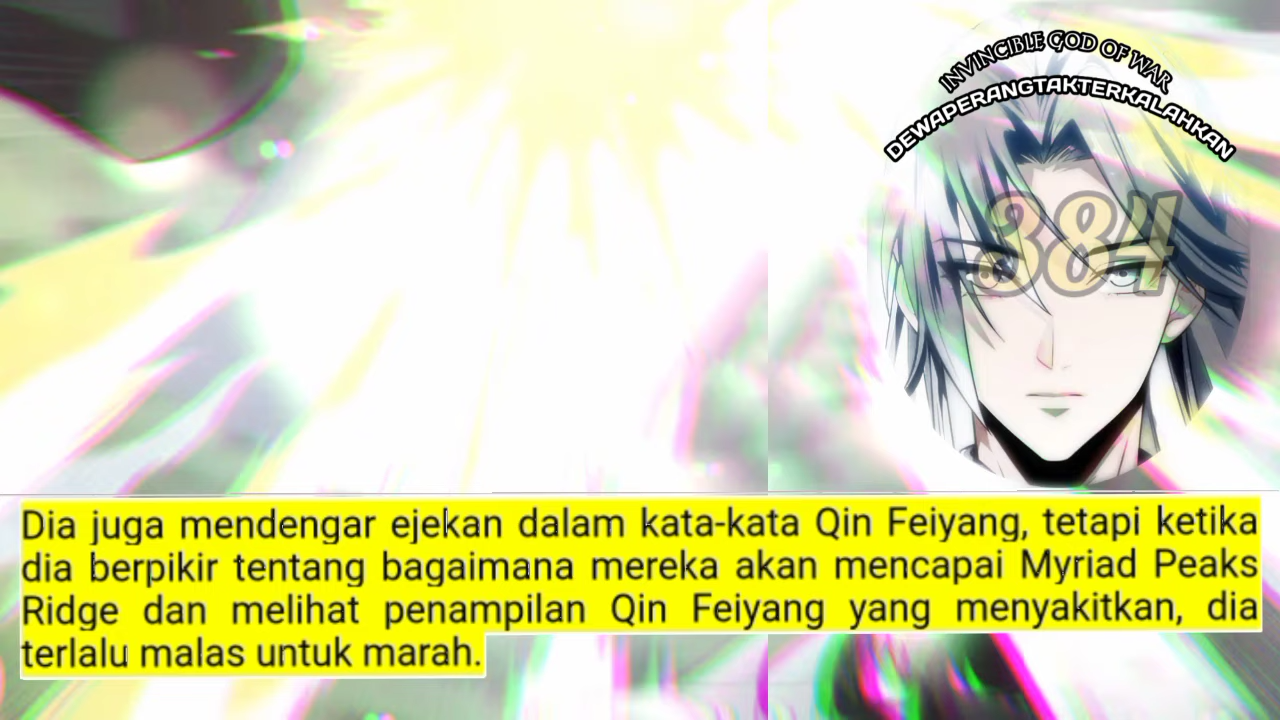 INVINCIBLE GOD OF WAR
DEWAPERANGTAKTERKALAHKAN
384
Dia juga mendengar ejekan dalam kata-kata Qin Feiyang, tetapi ketika
dia berpikir tentang bagaimana mereka akan mencapai Myriad Peaks
Ridge dan melihat penampilan Qin Feiyang yang menyakitkan, dia
terlalu malas untuk marah.